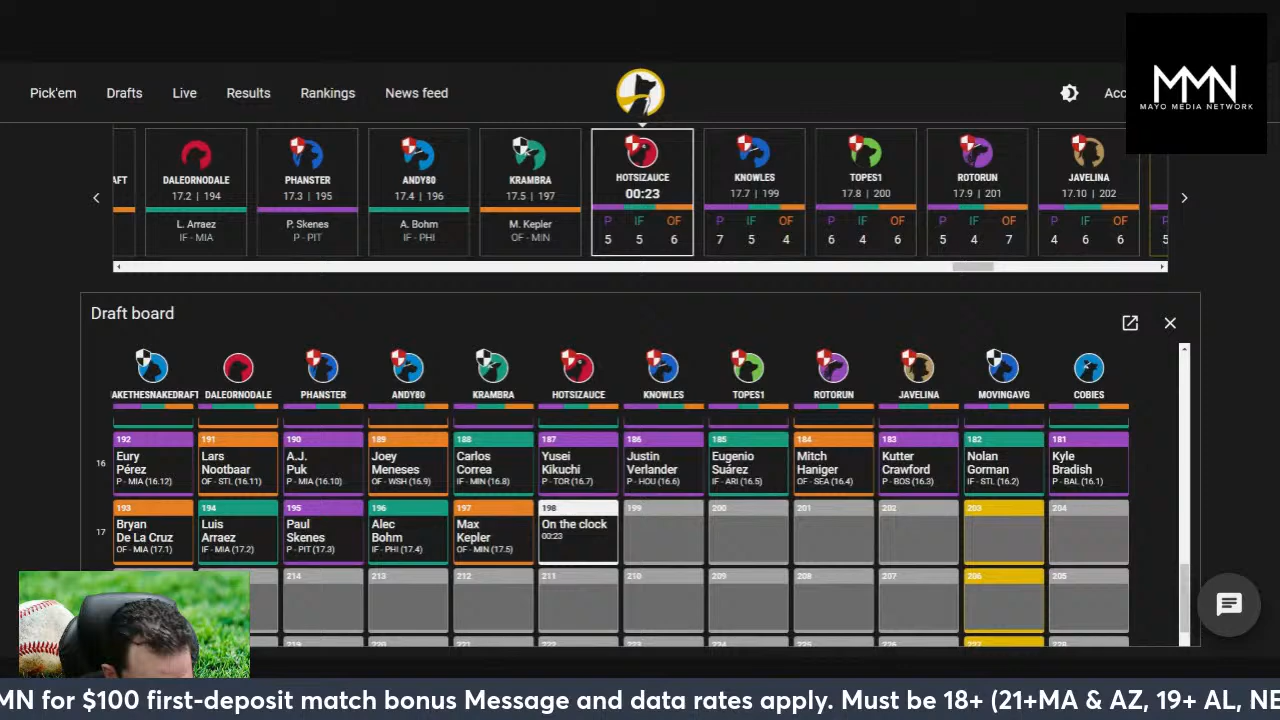 Pick'em Drafts Live Results Rankings News feed
MMN
MAYO MEDIA NETWORK
DALEORNODALE
17.2 | 194
L. Arraez
IF - MIA
PHANSTER
17.3 | 195
P. Skenes
P - PIT
ANDY80
17.4 | 196
A. Bohm
IF - PHI
KRAMBRA
17.5 | 197
M. Kepler
OF - MIN
HOTSIZAUCE
00:23
P IF OF
5 5 6
KNOWLES
17.7 | 199
P IF OF
7 5 4
TOPES1
17.8 | 200
P IF OF
6 4 6
ROTORUN
17.9 | 201
P IF OF
5 4 7
JAVELINA
17.10 | 202
P IF OF
4 6 6
Draft board
AKETHESNAKEDRAFT DALEORNODALE PHANSTER ANDY80 KRAMBRA HOTSIZAUCE KNOWLES TOPES1 ROTORUN JAVELINA MOVINGAVG COBIES
16
192
Eury
Pérez
P - MIA (16.12)
191
Lars
Nootbaar
OF - STL (16.11)
190
A.J.
Puk
P - MIA (16.10)
189
Joey
Meneses
OF - WSH (16.9)
188
Carlos
Correa
IF - MIN (16.8)
187
Yusei
Kikuchi
P - TOR (16.7)
186
Justin
Verlander
P - HOU (16.6)
185
Eugenio
Suárez
IF - ARI (16.5)
184
Mitch
Haniger
OF - SEA (16.4)
183
Kutter
Crawford
P - BOS (16.3)
182
Nolan
Gorman
IF - STL (16.2)
181
Kyle
Bradish
P - BAL (16.1)
17
193
Bryan
De La Cruz
OF - MIA (17.1)
194
Luis
Arraez
IF - MIA (17.2)
195
Paul
Skenes
P - PIT (17.3)
196
Alec
Bohm
IF - PHI (17.4)
197
Max
Kepler
OF - MIN (17.5)
198
On the clock
00:23
199
200
201
202
203
204
214 213 212 211 210 209 208 207 206 205
MN for $100 first-deposit match bonus Message and data rates apply. Must be 18+ (21+MA & AZ, 19+ AL, NE